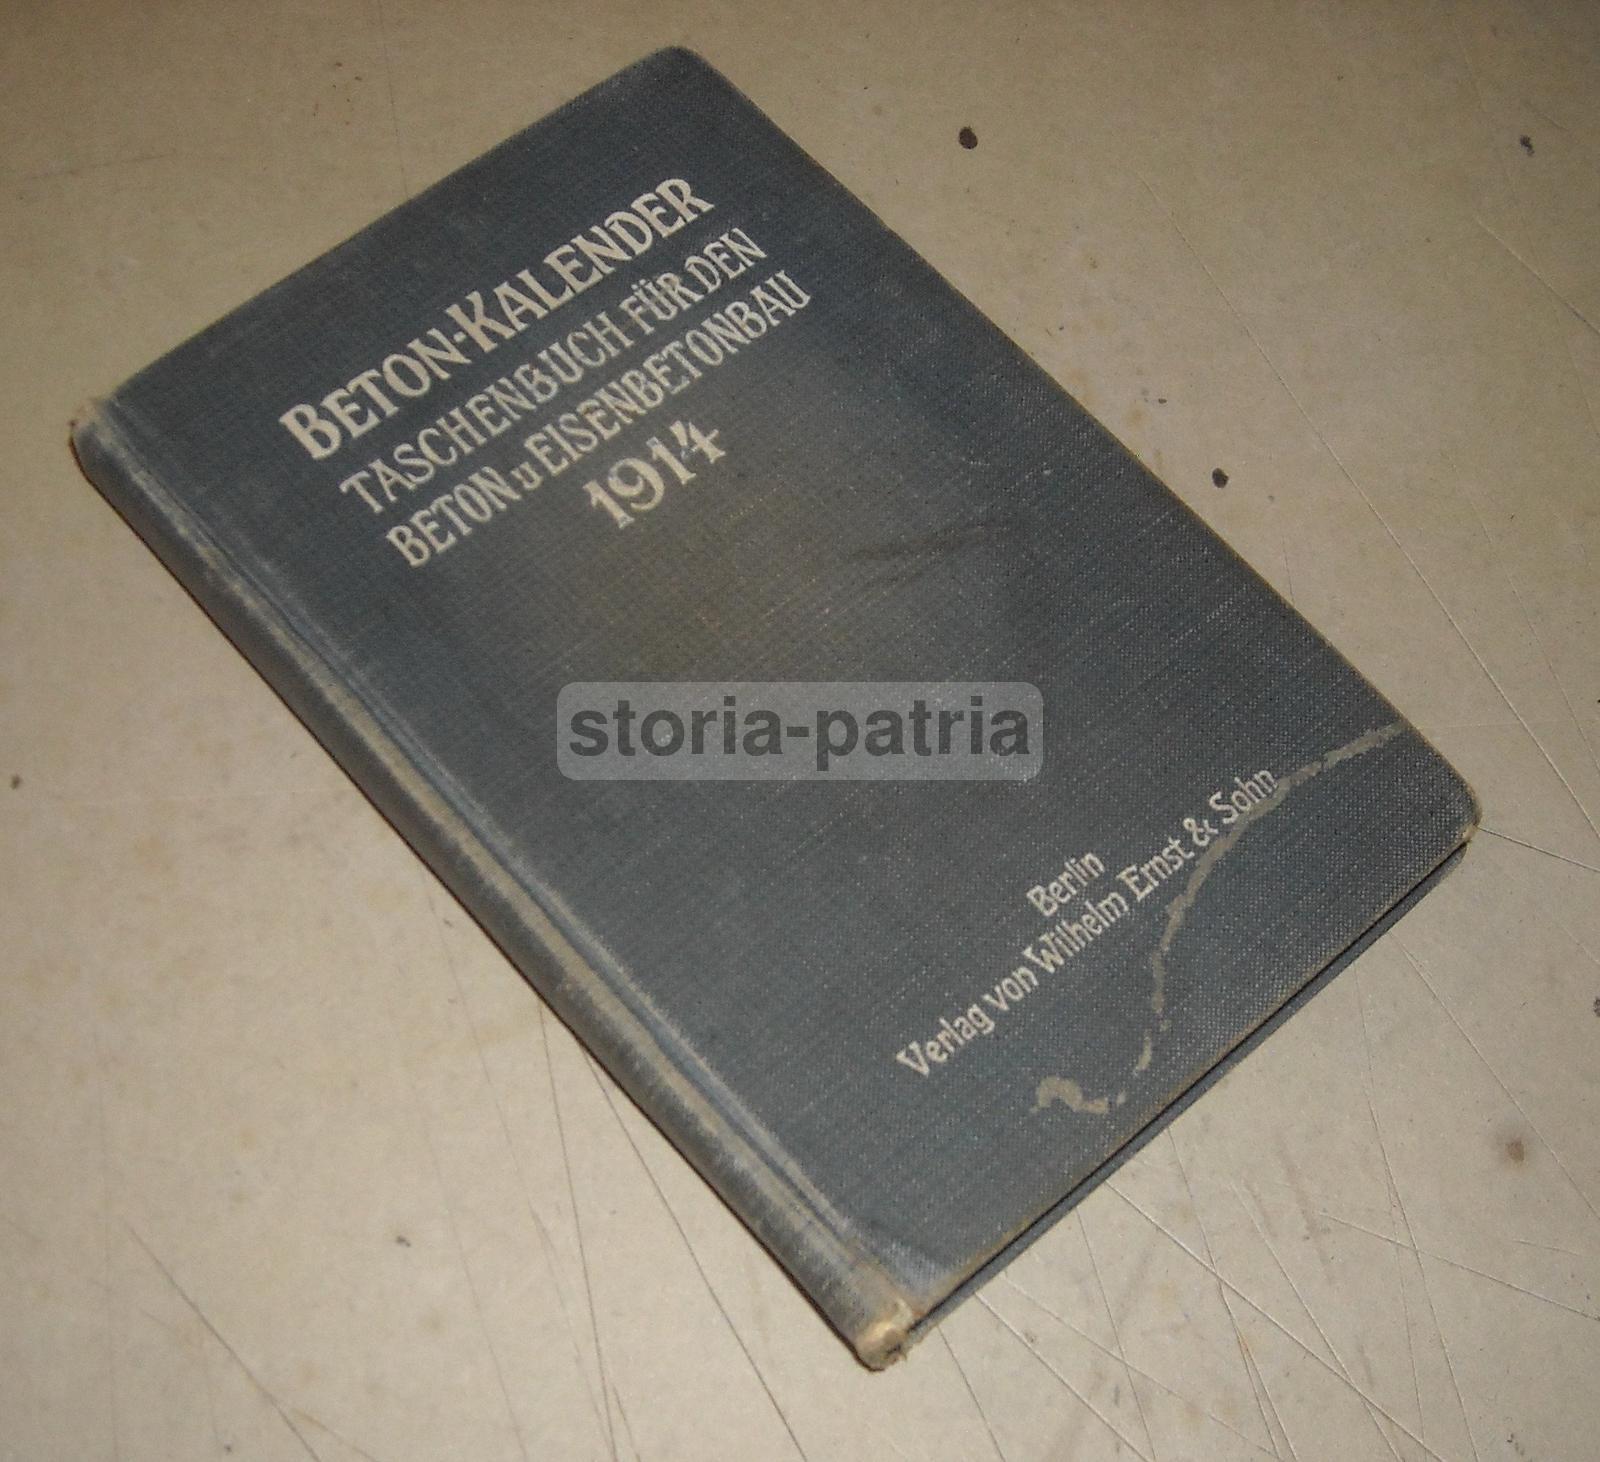 BETON-KALENDER
TASCHENBUCH FÜR DEN
BETON U EISENBETONBAU
1914
storia-patria
Berlin
Verlag von Wilhelm Ernst & Sohn